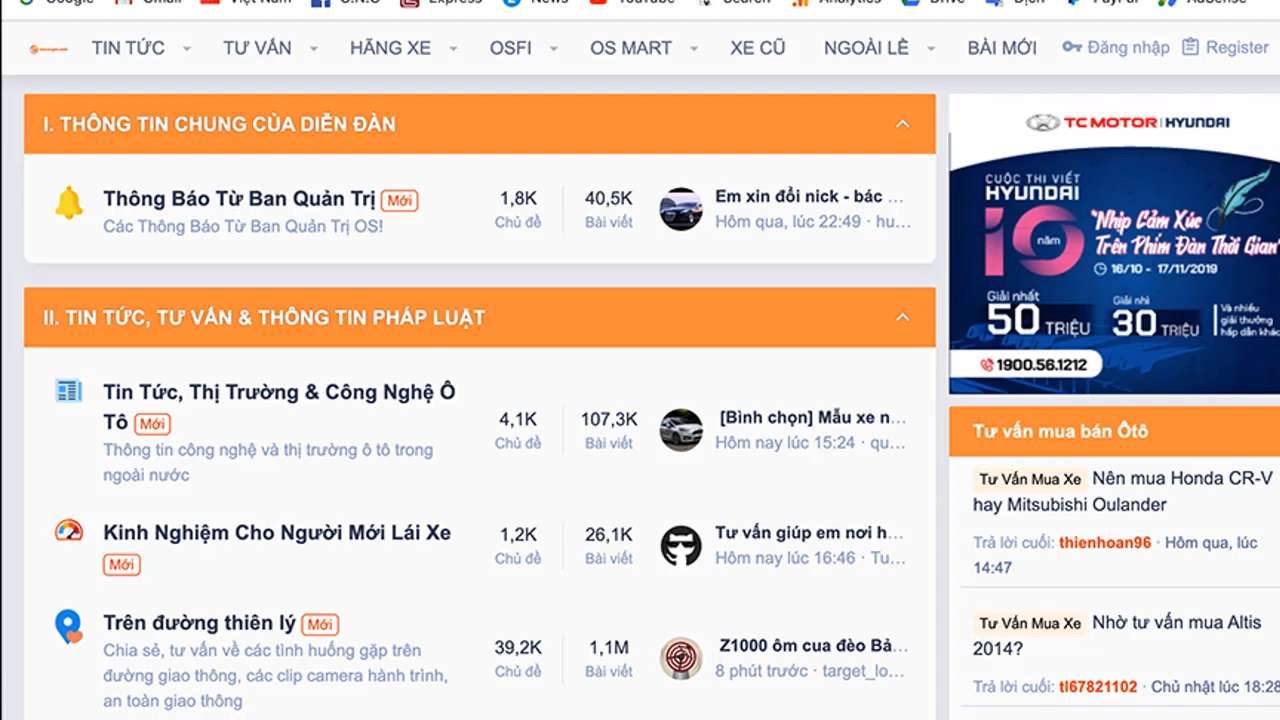 Google Gmail Việt Nam O.N.O Express News YouTube Search Analytics Drive Dịch PayPal AdSense
TIN TỨC TƯ VẤN HÃNG XE OSFI OS MART XE CŨ NGOÀI LỀ BÀI MỚI Đăng nhập Register
I. THÔNG TIN CHUNG CỦA DIỄN ĐÀN
Thông Báo Từ Ban Quản Trị Mới
Các Thông Báo Từ Ban Quản Trị OS!
1,8K
Chủ đề
40,5K
Bài viết
Em xin đổi nick - bác ...
Hôm qua, lúc 22:49 · hu...
II. TIN TỨC, TƯ VẤN & THÔNG TIN PHÁP LUẬT
Tin Tức, Thị Trường & Công Nghệ Ô
Tô Mới
Thông tin công nghệ và thị trường ô tô trong
ngoài nước
4,1K
Chủ đề
107,3K
Bài viết
[Bình chọn] Mẫu xe n...
Hôm nay lúc 15:24 · qu...
Kinh Nghiệm Cho Người Mới Lái Xe
Mới
1,2K
Chủ đề
26,1K
Bài viết
Tư vấn giúp em nơi h...
Hôm nay lúc 16:46 · Tu...
Trên đường thiên lý Mới
Chia sẻ, tư vấn về các tình huống gặp trên
đường giao thông, các clip camera hành trình,
an toàn giao thông
39,2K
Chủ đề
1,1M
Bài viết
Z1000 ôm cua đèo Bả...
8 phút trước · target_lo...
TC MOTOR | HYUNDAI
CUỘC THI VIẾT
HYUNDAI
10 năm
"Nhịp Cảm Xúc
Trên Phím Đàn Thời Gian"
16/10 - 17/11/2019
Giải nhất
50 TRIỆU
Giải nhì
30 TRIỆU
Và nhiều
giải thưởng
hấp dẫn khác
1900.56.1212
Tư vấn mua bán Ôtô
Tư Vấn Mua Xe Nên mua Honda CR-V
hay Mitsubishi Oulander
Trả lời cuối: thienhoan96 · Hôm qua, lúc
14:47
Tư Vấn Mua Xe Nhờ tư vấn mua Altis
2014?
Trả lời cuối: tl67821102 · Chủ nhật lúc 18:28